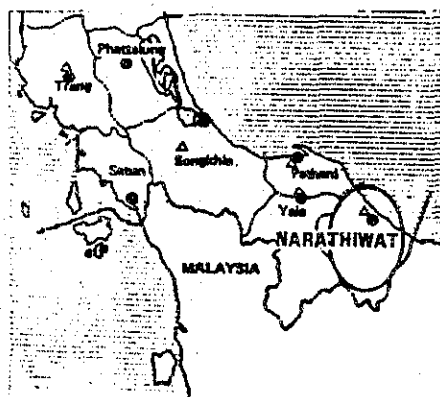 Phattalung
Trang
Songkhla
Satun
Pattani
Yala
NARATHIWAT
MALAYSIA